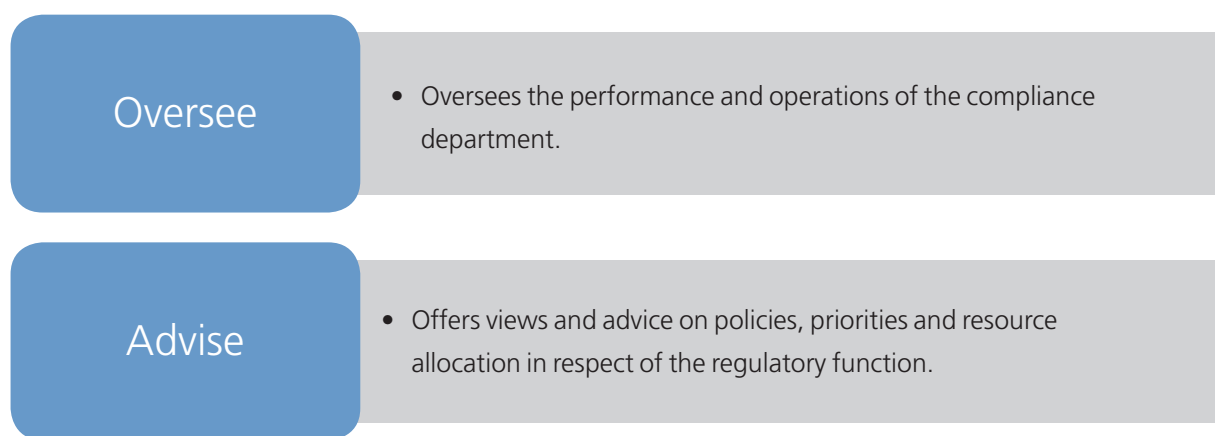 Oversee
• Oversees the performance and operations of the compliance
department.
Advise
• Offers views and advice on policies, priorities and resource
allocation in respect of the regulatory function.